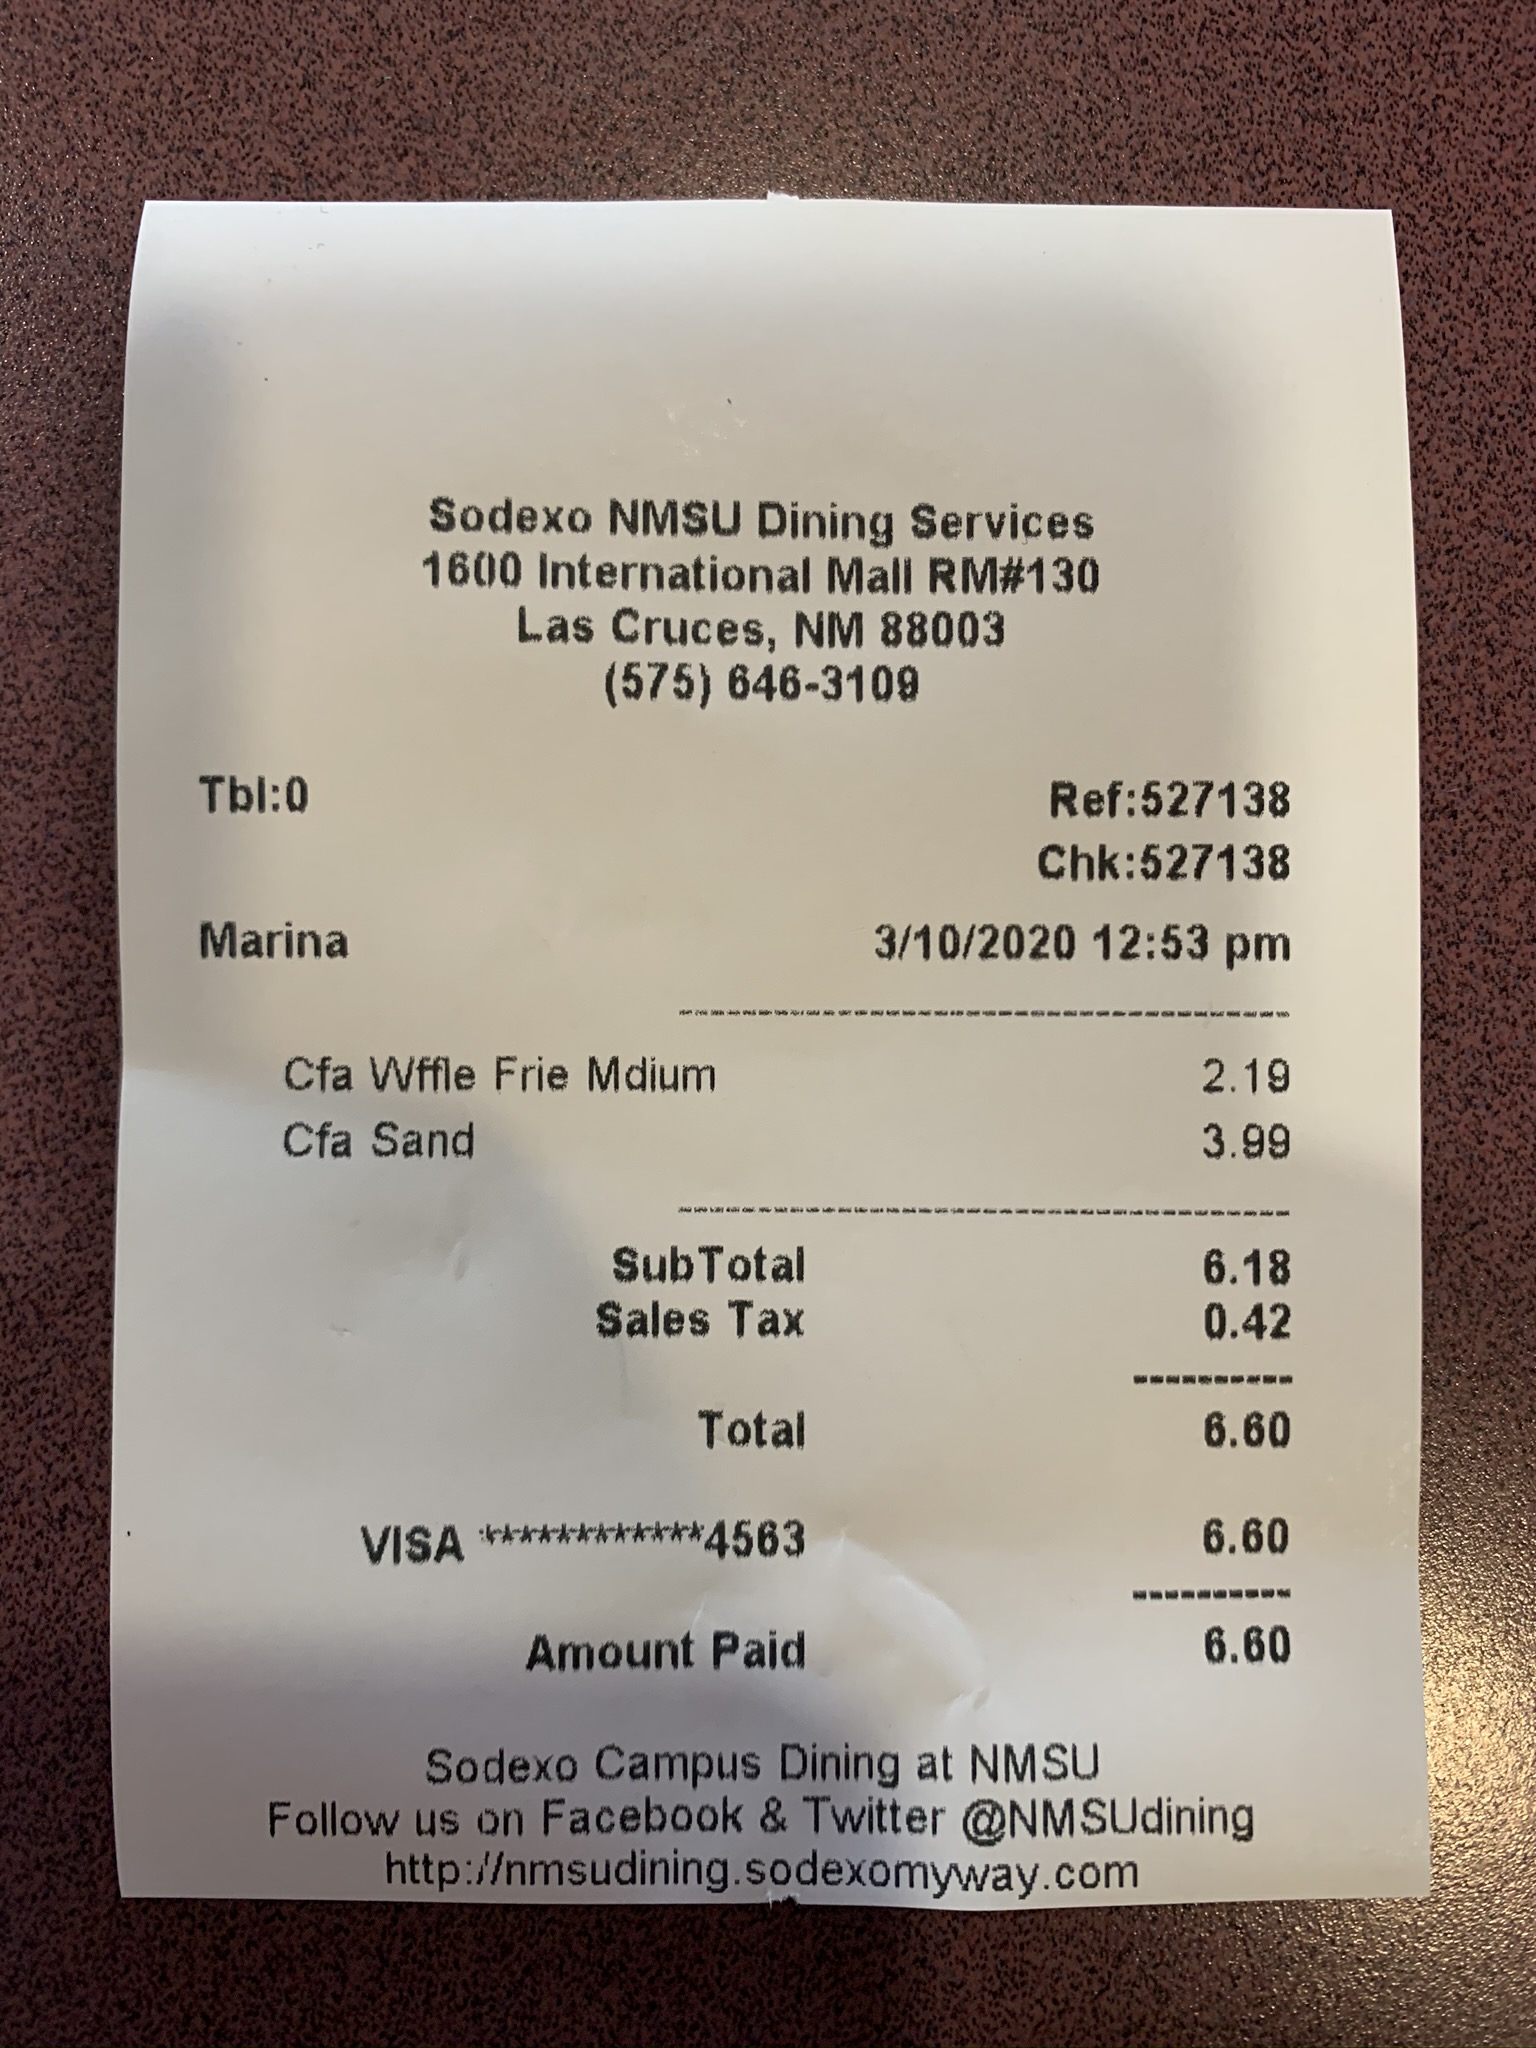 Sodexo NMSU Dining Services
1600 International Mall RM#130
Las Cruces, NM 88003
(575) 646-3109
Tbl:0 Ref:527138
Chk:527138
Marina 3/10/2020 12:53 pm
Cfa Wffle Frie Mdium 2.19
Cfa Sand 3.99
SubTotal 6.18
Sales Tax 0.42
Total 6.60
VISA ************4563 6.60
Amount Paid 6.60
Sodexo Campus Dining at NMSU
Follow us on Facebook & Twitter @NMSUdining
http://nmsudining.sodexomyway.com